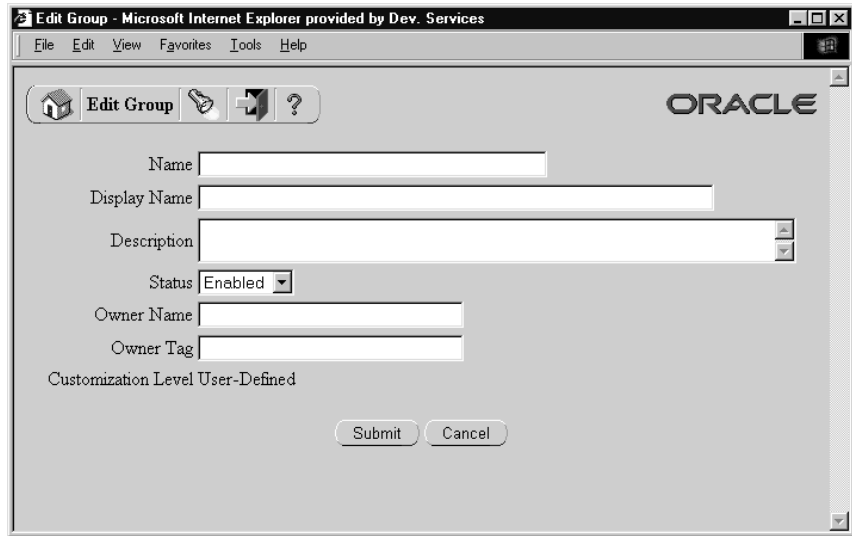 Edit Group - Microsoft Internet Explorer provided by Dev. Services
File Edit View Favorites Tools Help
Edit Group ?
ORACLE
Name
Display Name
Description
Status Enabled
Owner Name
Owner Tag
Customization Level User-Defined
Submit Cancel